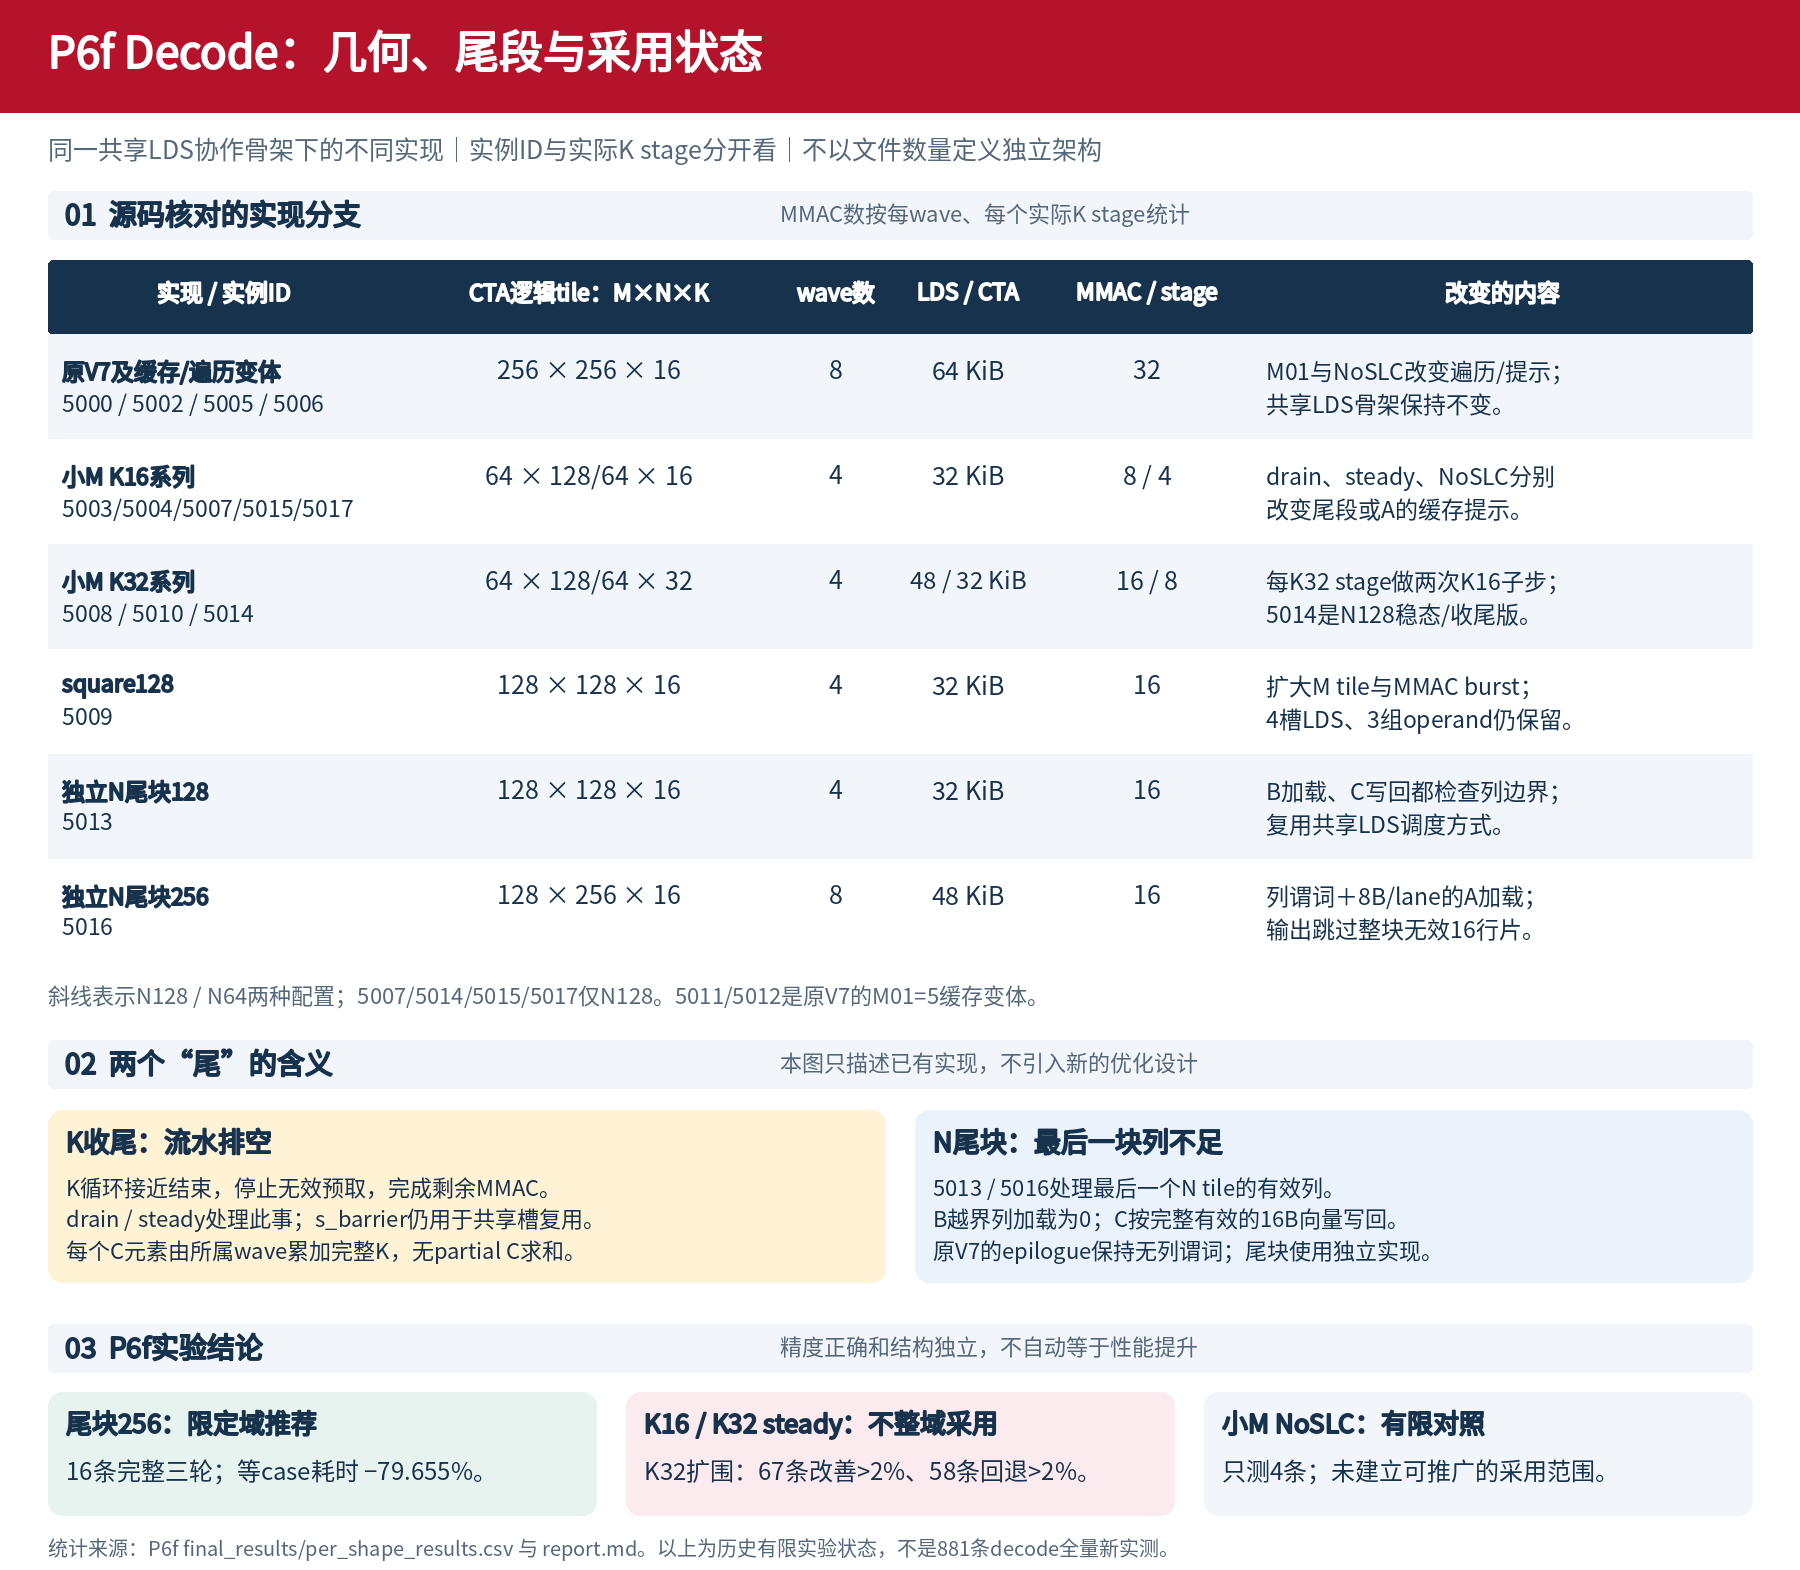 P6f Decode：几何、尾段与采用状态
同一共享LDS协作骨架下的不同实现｜实例ID与实际K stage分开看｜不以文件数量定义独立架构
01 源码核对的实现分支
MMAC数按每wave、每个实际K stage统计
实现 / 实例ID
CTA逻辑tile：M×N×K
wave数
LDS / CTA
MMAC / stage
改变的内容
原V7及缓存/遍历变体
5000 / 5002 / 5005 / 5006
256 × 256 × 16
8
64 KiB
32
M01与NoSLC改变遍历/提示；
共享LDS骨架保持不变。
小M K16系列
5003/5004/5007/5015/5017
64 × 128/64 × 16
4
32 KiB
8 / 4
drain、steady、NoSLC分别
改变尾段或A的缓存提示。
小M K32系列
5008 / 5010 / 5014
64 × 128/64 × 32
4
48 / 32 KiB
16 / 8
每K32 stage做两次K16子步；
5014是N128稳态/收尾版。
square128
5009
128 × 128 × 16
4
32 KiB
16
扩大M tile与MMAC burst；
4槽LDS、3组operand仍保留。
独立N尾块128
5013
128 × 128 × 16
4
32 KiB
16
B加载、C写回都检查列边界；
复用共享LDS调度方式。
独立N尾块256
5016
128 × 256 × 16
8
48 KiB
16
列谓词＋8B/lane的A加载；
输出跳过整块无效16行片。
斜线表示N128 / N64两种配置；5007/5014/5015/5017仅N128。5011/5012是原V7的M01=5缓存变体。
02 两个“尾”的含义
本图只描述已有实现，不引入新的优化设计
K收尾：流水排空
K循环接近结束，停止无效预取，完成剩余MMAC。
drain / steady处理此事；s_barrier仍用于共享槽复用。
每个C元素由所属wave累加完整K，无partial C求和。
N尾块：最后一块列不足
5013 / 5016处理最后一个N tile的有效列。
B越界列加载为0；C按完整有效的16B向量写回。
原V7的epilogue保持无列谓词；尾块使用独立实现。
03 P6f实验结论
精度正确和结构独立，不自动等于性能提升
尾块256：限定域推荐
16条完整三轮；等case耗时 −79.655%。
K16 / K32 steady：不整域采用
K32扩围：67条改善>2%、58条回退>2%。
小M NoSLC：有限对照
只测4条；未建立可推广的采用范围。
统计来源：P6f final_results/per_shape_results.csv 与 report.md。以上为历史有限实验状态，不是881条decode全量新实测。